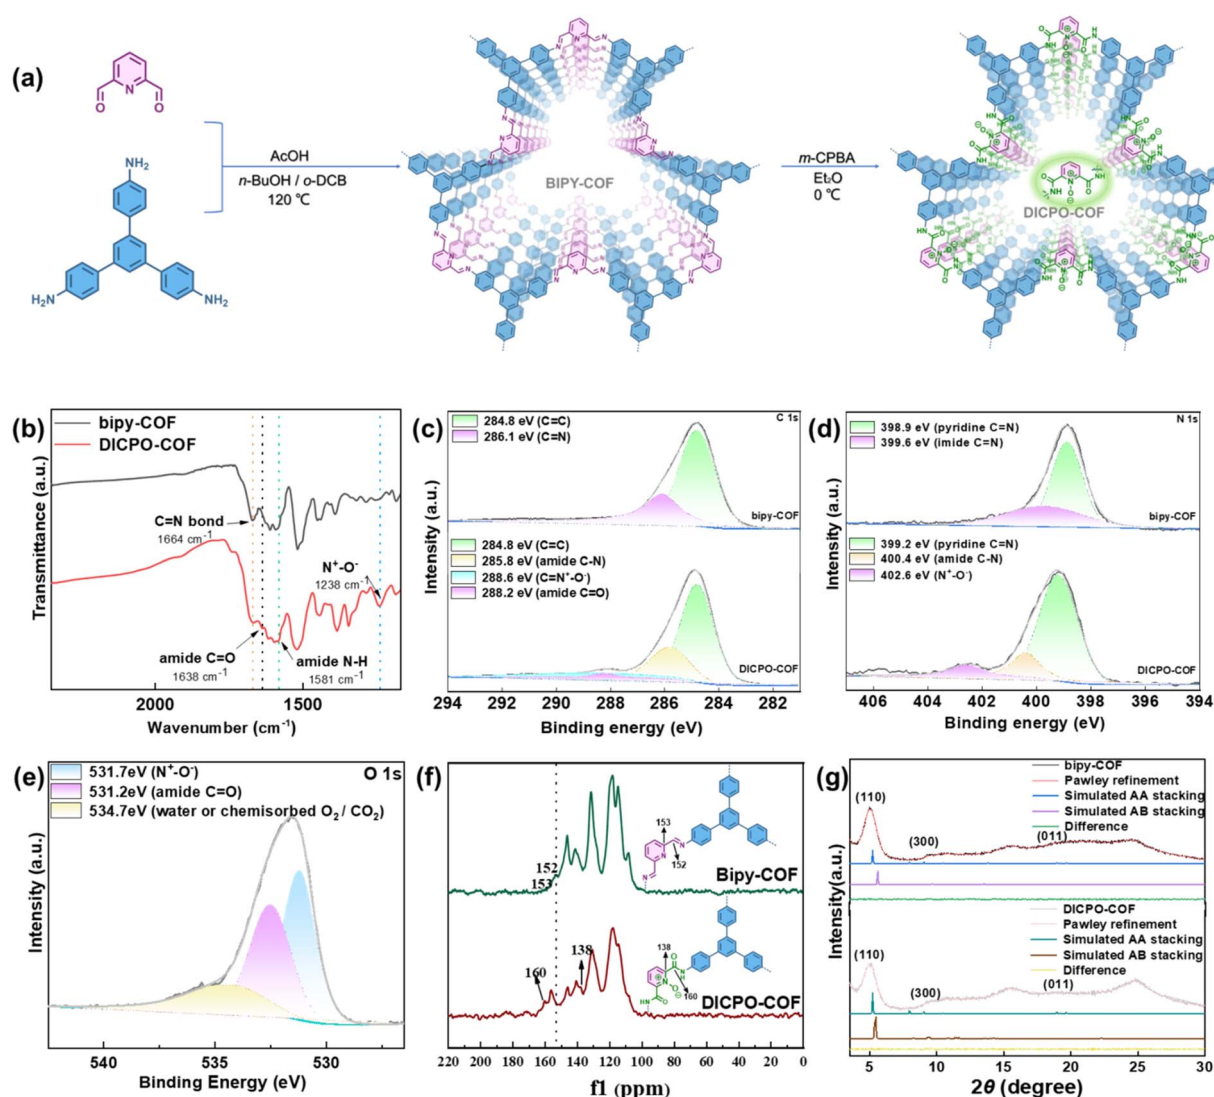 (a)
N
O
O
NH₂
H₂N
NH₂
AcOH
n-BuOH / o-DCB
120 ℃
BIPY-COF
m-CPBA
Et₂O
0 ℃
DICPO-COF
(b)
bipy-COF
DICPO-COF
C=N bond
1664 cm⁻¹
N⁺-O⁻
1238 cm⁻¹
amide C=O
1638 cm⁻¹
amide N-H
1581 cm⁻¹
Transmittance (a.u.)
2000 1500
Wavenumber (cm⁻¹)
(c)
C 1s
284.8 eV (C=C)
286.1 eV (C=N)
bipy-COF
284.8 eV (C=C)
285.8 eV (amide C-N)
288.6 eV (C=N⁺-O⁻)
288.2 eV (amide C=O)
DICPO-COF
Intensity (a.u.)
294 292 290 288 286 284 282
Binding energy (eV)
(d)
N 1s
398.9 eV (pyridine C=N)
399.6 eV (imide C=N)
bipy-COF
399.2 eV (pyridine C=N)
400.4 eV (amide C-N)
402.6 eV (N⁺-O⁻)
DICPO-COF
Intensity (a.u.)
406 404 402 400 398 396 394
Binding energy (eV)
(e)
O 1s
531.7eV (N⁺-O⁻)
531.2eV (amide C=O)
534.7eV (water or chemisorbed O₂ / CO₂)
Intensity (a.u.)
540 535 530
Binding Energy (eV)
(f)
153
152
152
153
Bipy-COF
138
160
160
138
DICPO-COF
220 200 180 160 140 120 100 80 60 40 20 0
f1 (ppm)
(g)
bipy-COF
Pawley refinement
Simulated AA stacking
Simulated AB stacking
Difference
(110)
(300)
(011)
DICPO-COF
Pawley refinement
Simulated AA stacking
Simulated AB stacking
Difference
(110)
(300)
(011)
Intensity(a.u.)
5 10 15 20 25 30
2θ (degree)